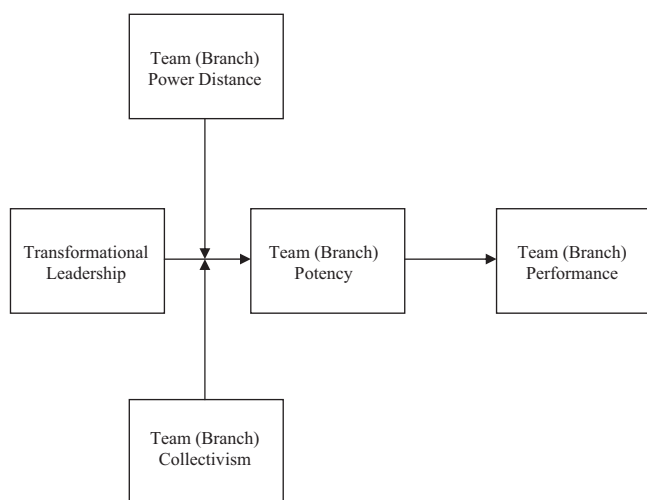 Team (Branch)
Power Distance
Transformational
Leadership
Team (Branch)
Potency
Team (Branch)
Performance
Team (Branch)
Collectivism